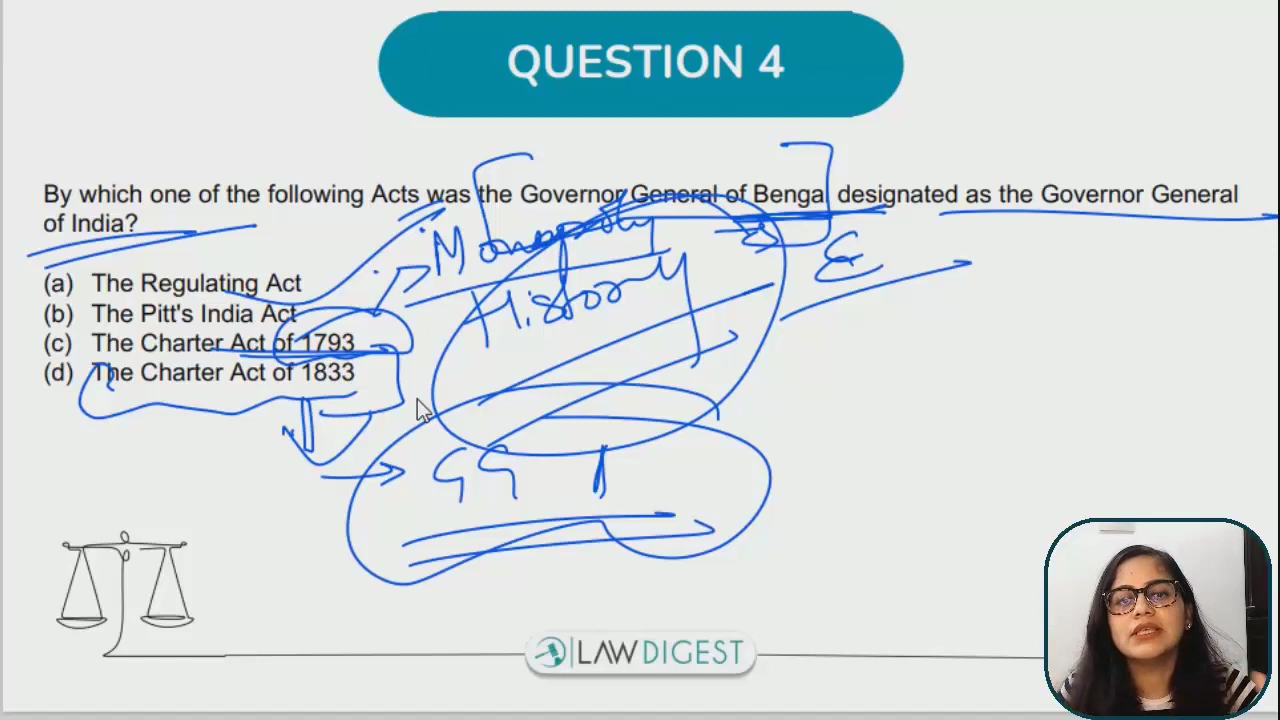 QUESTION 4
By which one of the following Acts was the Governor General of Bengal designated as the Governor General
of India?
Monopoly
History
(a) The Regulating Act
(b) The Pitt's India Act
(c) The Charter Act of 1793
(d) The Charter Act of 1833
GG I
LAWDIGEST